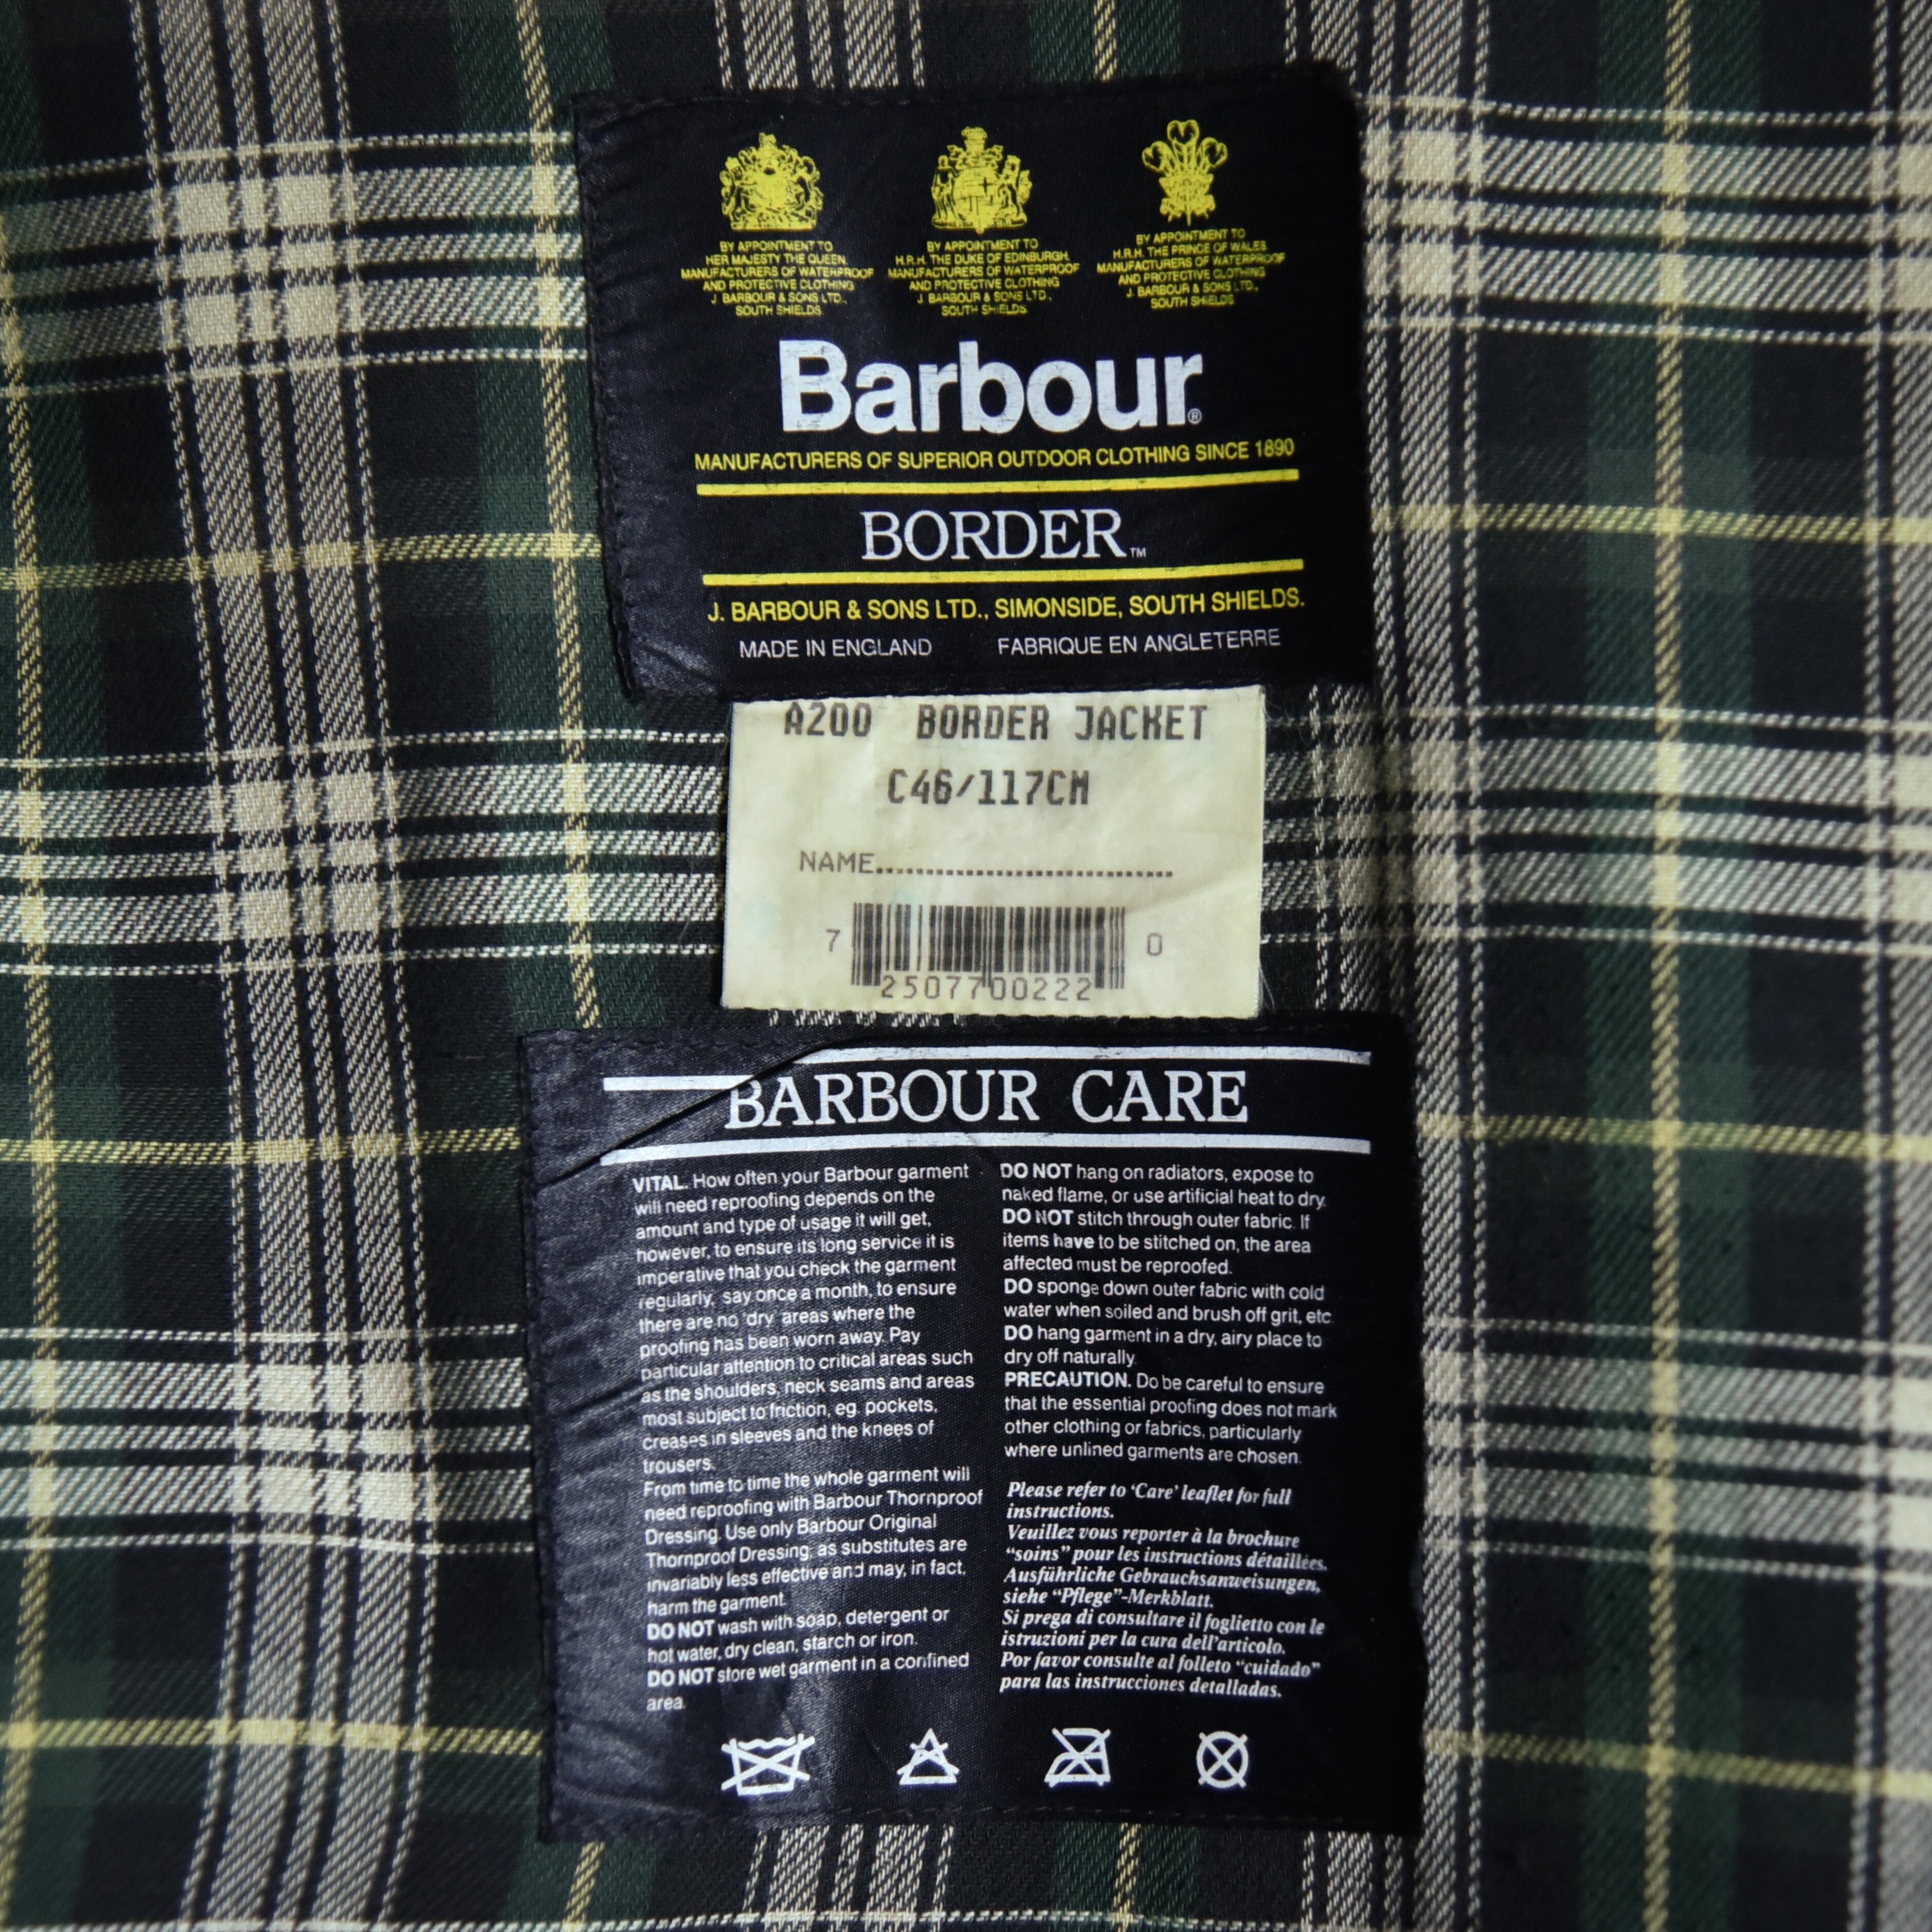 BY APPOINTMENT TO
HER MAJESTY THE QUEEN
MANUFACTURERS OF WATERPROOF
AND PROTECTIVE CLOTHING
J. BARBOUR & SONS LTD.,
SOUTH SHIELDS
BY APPOINTMENT TO
H.R.H. THE DUKE OF EDINBURGH,
MANUFACTURERS OF WATERPROOF
AND PROTECTIVE CLOTHING
J. BARBOUR & SONS LTD.,
SOUTH SHIELDS
BY APPOINTMENT TO
H.R.H. THE PRINCE OF WALES
MANUFACTURERS OF WATERPROOF
AND PROTECTIVE CLOTHING
J. BARBOUR & SONS LTD.,
SOUTH SHIELDS
Barbour®
MANUFACTURERS OF SUPERIOR OUTDOOR CLOTHING SINCE 1890
BORDER™
J. BARBOUR & SONS LTD., SIMONSIDE, SOUTH SHIELDS.
MADE IN ENGLAND FABRIQUE EN ANGLETERRE
A200 BORDER JACKET
C46/117CM
NAME..............................
7 0
2507700222
BARBOUR CARE
VITAL. How often your Barbour garment
will need reproofing depends on the
amount and type of usage it will get,
however, to ensure its long service it is
imperative that you check the garment
regularly, say once a month, to ensure
there are no 'dry' areas where the
proofing has been worn away. Pay
particular attention to critical areas such
as the shoulders, neck seams and areas
most subject to friction, eg. pockets,
creases in sleeves and the knees of
trousers.
From time to time the whole garment will
need reproofing with Barbour Thornproof
Dressing. Use only Barbour Original
Thornproof Dressing; as substitutes are
invariably less effective and may, in fact,
harm the garment.
DO NOT wash with soap, detergent or
hot water, dry clean, starch or iron.
DO NOT store wet garment in a confined
area.
DO NOT hang on radiators, expose to
naked flame, or use artificial heat to dry.
DO NOT stitch through outer fabric. If
items have to be stitched on, the area
affected must be reproofed.
DO sponge down outer fabric with cold
water when soiled and brush off grit, etc.
DO hang garment in a dry, airy place to
dry off naturally.
PRECAUTION. Do be careful to ensure
that the essential proofing does not mark
other clothing or fabrics, particularly
where unlined garments are chosen.
Please refer to 'Care' leaflet for full
instructions.
Veuillez vous reporter à la brochure
"soins" pour les instructions détaillées.
Ausführliche Gebrauchsanweisungen,
siehe "Pflege"-Merkblatt.
Si prega di consultare il foglietto con le
istruzioni per la cura dell'articolo.
Por favor consulte al folleto "cuidado"
para las instrucciones detalladas.